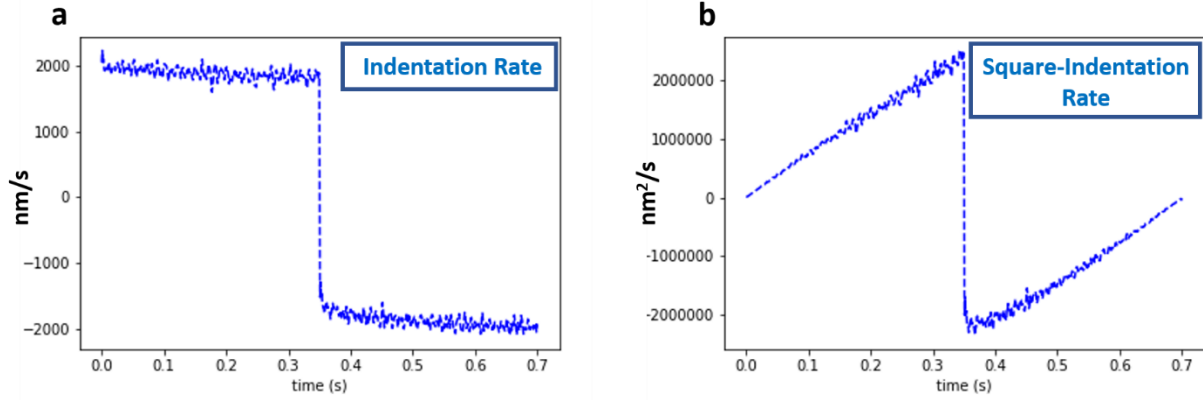 a
Indentation Rate
2000
1000
0
−1000
−2000
nm/s
0.0 0.1 0.2 0.3 0.4 0.5 0.6 0.7
time (s)
b
Square-Indentation
Rate
2000000
1000000
0
−1000000
−2000000
nm²/s
0.0 0.1 0.2 0.3 0.4 0.5 0.6 0.7
time (s)